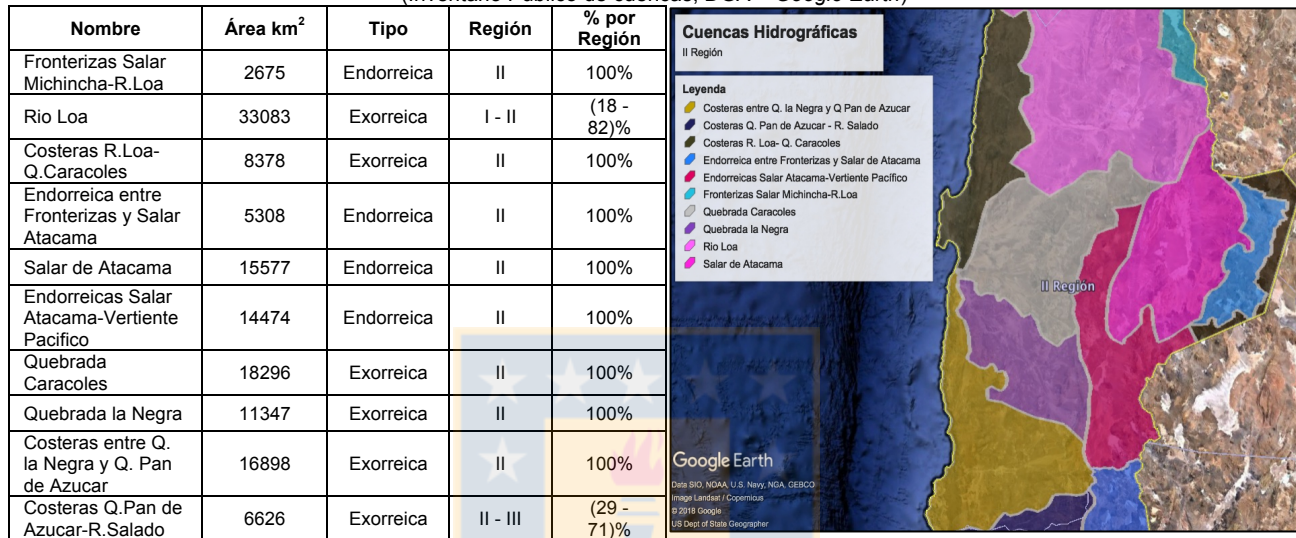 (Inventario Público de cuencas, DGA – Google Earth)
Nombre Área km² Tipo Región % por Región
Fronterizas Salar
Michincha-R.Loa 2675 Endorreica II 100%
Rio Loa 33083 Exorreica I - II (18 -
82)%
Costeras R.Loa-
Q.Caracoles 8378 Exorreica II 100%
Endorreica entre
Fronterizas y Salar
Atacama 5308 Endorreica II 100%
Salar de Atacama 15577 Endorreica II 100%
Endorreicas Salar
Atacama-Vertiente
Pacifico 14474 Endorreica II 100%
Quebrada
Caracoles 18296 Exorreica II 100%
Quebrada la Negra 11347 Exorreica II 100%
Costeras entre Q.
la Negra y Q. Pan
de Azucar 16898 Exorreica II 100%
Costeras Q.Pan de
Azucar-R.Salado 6626 Exorreica II - III (29 -
71)%
Cuencas Hidrográficas
II Región
Leyenda
Costeras entre Q. la Negra y Q Pan de Azucar
Costeras Q. Pan de Azucar - R. Salado
Costeras R. Loa- Q. Caracoles
Endorreica entre Fronterizas y Salar de Atacama
Endorreicas Salar Atacama-Vertiente Pacífico
Fronterizas Salar Michincha-R.Loa
Quebrada Caracoles
Quebrada la Negra
Rio Loa
Salar de Atacama
II Región
Google Earth
Data SIO, NOAA, U.S. Navy, NGA, GEBCO
Image Landsat / Copernicus
© 2018 Google
US Dept of State Geographer